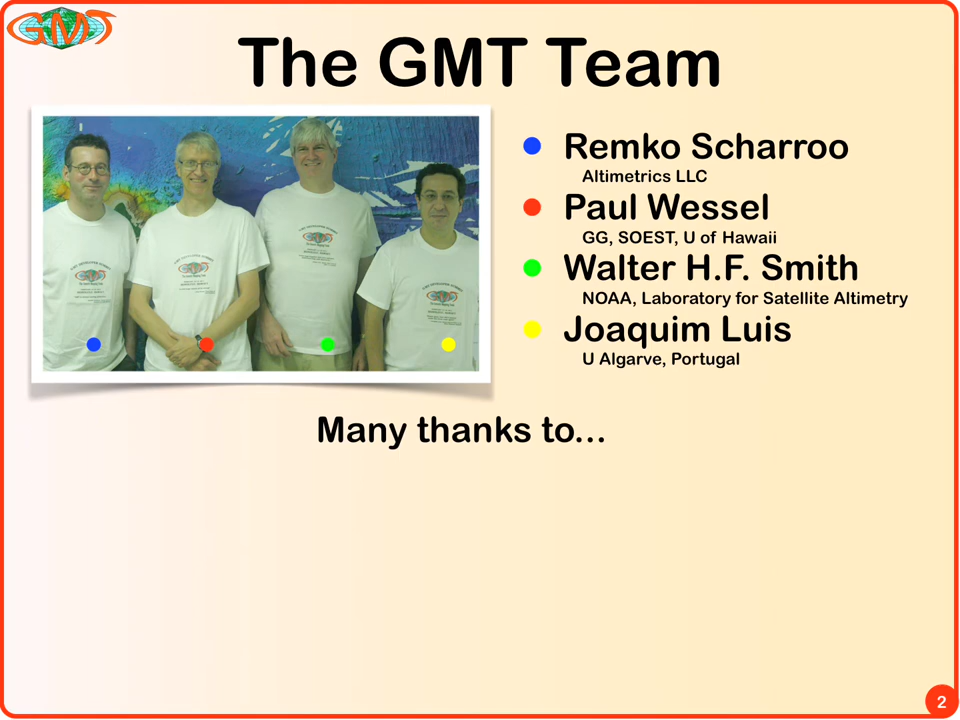 GMT
The GMT Team
Remko Scharroo
Altimetrics LLC
Paul Wessel
GG, SOEST, U of Hawaii
Walter H.F. Smith
NOAA, Laboratory for Satellite Altimetry
Joaquim Luis
U Algarve, Portugal
Many thanks to...
2